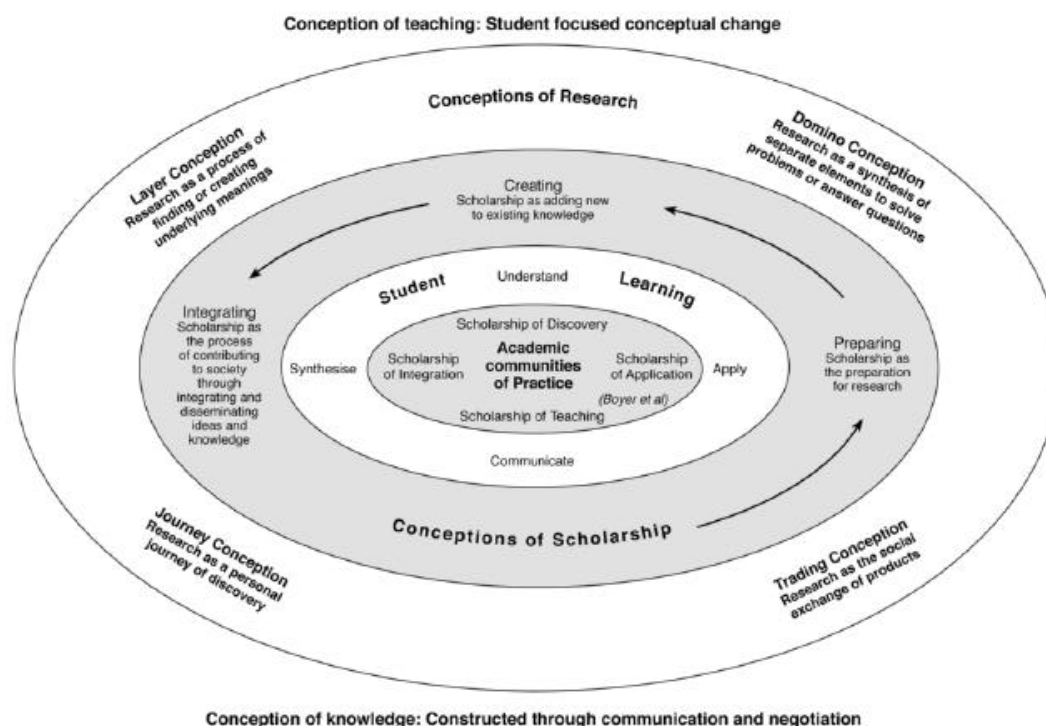 Conception of teaching: Student focused conceptual change
Conceptions of Research
Layer Conception
Research as a process of
finding or creating
underlying meanings
Domino Conception
Research as a synthesis of
separate elements to solve
problems or answer questions
Creating
Scholarship as adding new
to existing knowledge
Student
Understand
Learning
Integrating
Scholarship as
the process
of contributing
to society
through
integrating and
disseminating
ideas and
knowledge
Synthesise
Scholarship of Discovery
Scholarship
of Integration
Academic
communities
of Practice
Scholarship
of Application
(Boyer et al)
Scholarship of Teaching
Apply
Preparing
Scholarship as
the preparation
for research
Communicate
Conceptions of Scholarship
Journey Conception
Research as a personal
journey of discovery
Trading Conception
Research as the social
exchange of products
Conception of knowledge: Constructed through communication and negotiation